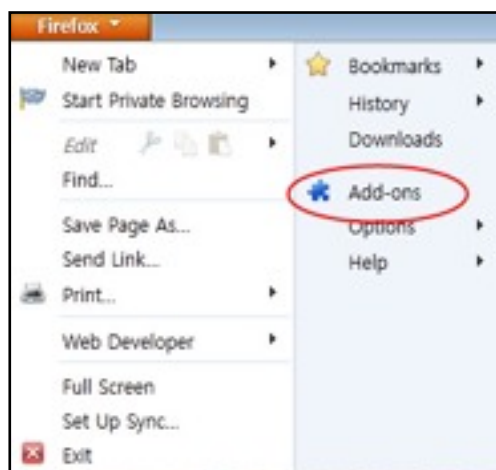 Firefox
New Tab
Start Private Browsing
Edit
Find...
Save Page As...
Send Link...
Print...
Web Developer
Full Screen
Set Up Sync...
Exit
Bookmarks
History
Downloads
Add-ons
Options
Help